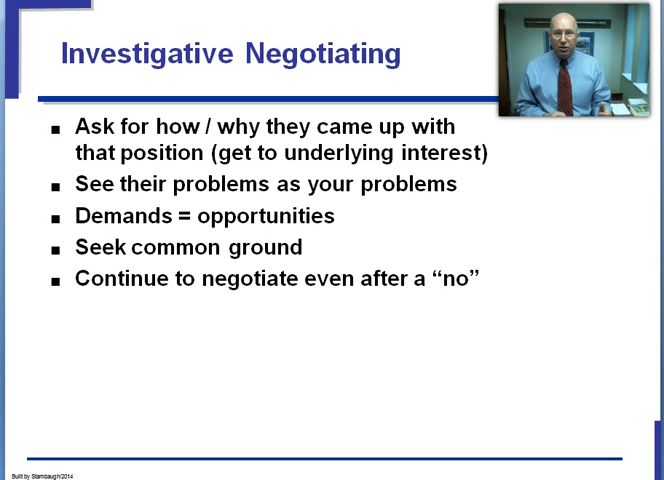 Investigative Negotiating
■ Ask for how / why they came up with
that position (get to underlying interest)
■ See their problems as your problems
■ Demands = opportunities
■ Seek common ground
■ Continue to negotiate even after a “no”
Built by Stambaugh/2014